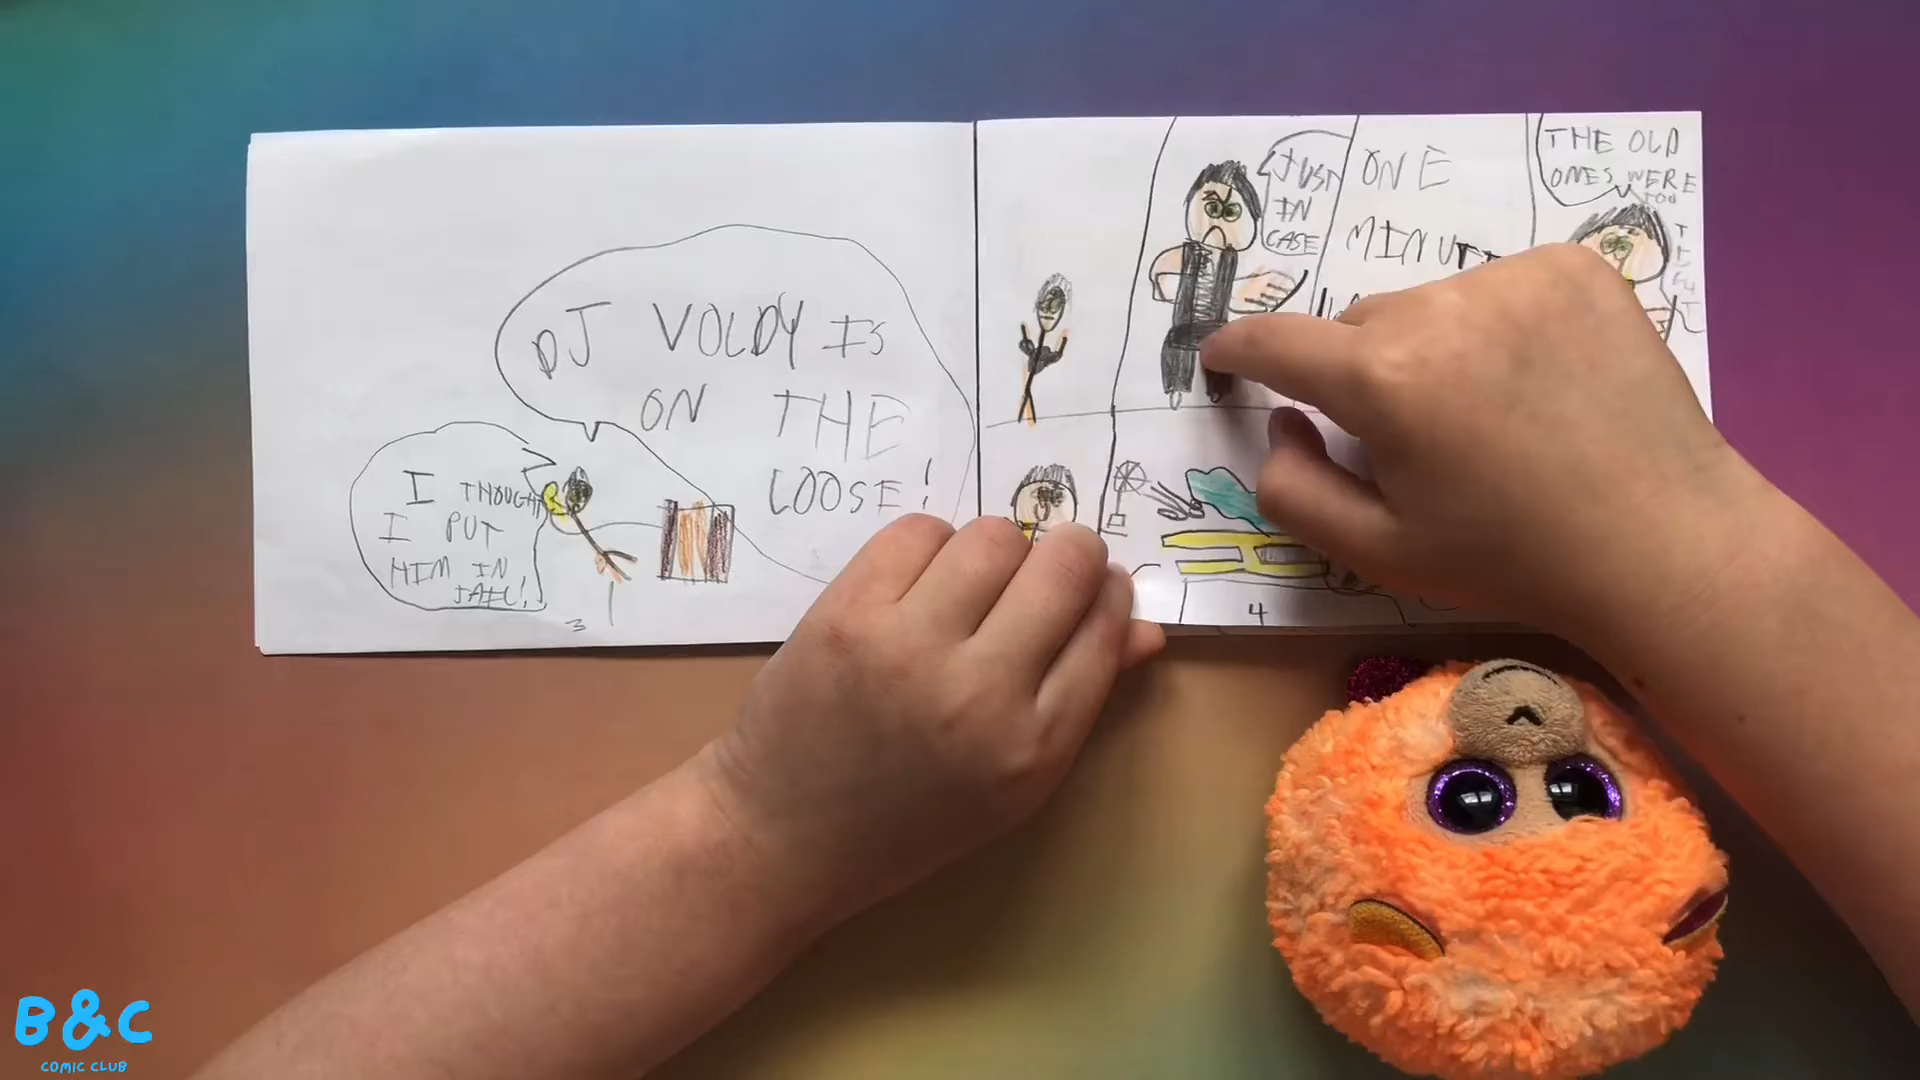 DJ VOLDY IS
ON THE
LOOSE!
I THOUGHT
I PUT
HIM IN
JAIL!
3
JUST
IN
CASE
ONE
MINUTE
THE OLD
ONES WERE
TOO
4
B&C
COMIC CLUB